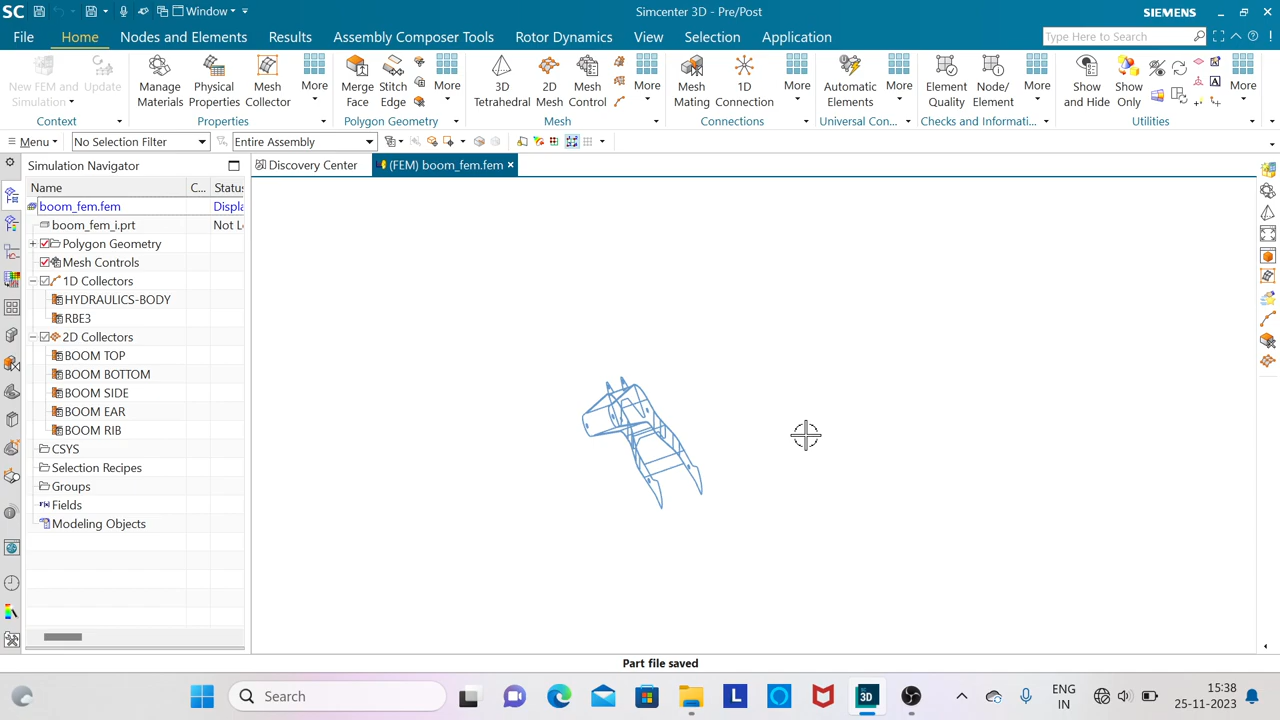 SC
Window
Simcenter 3D - Pre/Post
SIEMENS
File
Home
Nodes and Elements
Results
Assembly Composer Tools
Rotor Dynamics
View
Selection
Application
Type Here to Search
New FEM and Simulation
Update
Context
Manage Materials
Physical Properties
Mesh Collector
More
Properties
Merge Face
Stitch Edge
More
Polygon Geometry
3D Tetrahedral
2D Mesh
Mesh Control
More
Mesh
Mesh Mating
1D Connection
More
Connections
Automatic Elements
More
Universal Con...
Element Quality
Node/ Element
More
Checks and Informati...
Show and Hide
Show Only
More
Utilities
Menu
No Selection Filter
Entire Assembly
Simulation Navigator
Discovery Center
(FEM) boom_fem.fem
Name
C...
Status
boom_fem.fem
Displa
boom_fem_i.prt
Not L
Polygon Geometry
Mesh Controls
1D Collectors
HYDRAULICS-BODY
RBE3
2D Collectors
BOOM TOP
BOOM BOTTOM
BOOM SIDE
BOOM EAR
BOOM RIB
CSYS
Selection Recipes
Groups
Fields
Modeling Objects
Part file saved
Search
L
3D
ENG
IN
15:38
25-11-2023